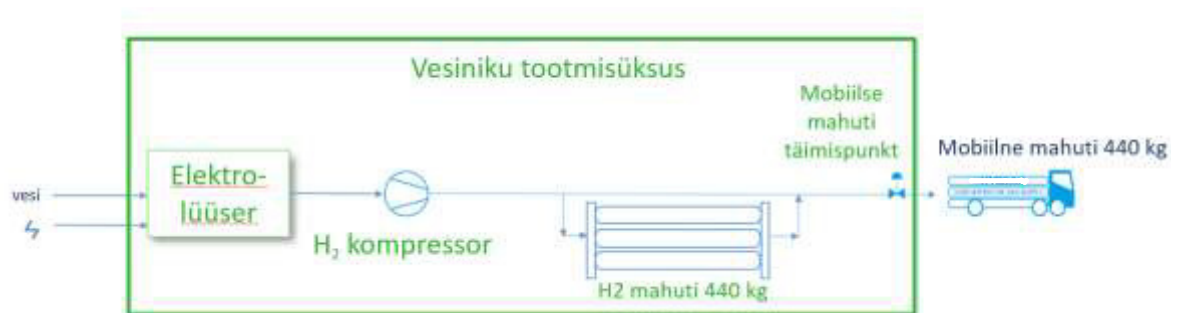 Vesiniku tootmisüksus
Mobiilse
mahuti
täimispunkt
Mobiilne mahuti 440 kg
Elektro-
lüüser
vesi
H₂ kompressor
H2 mahuti 440 kg